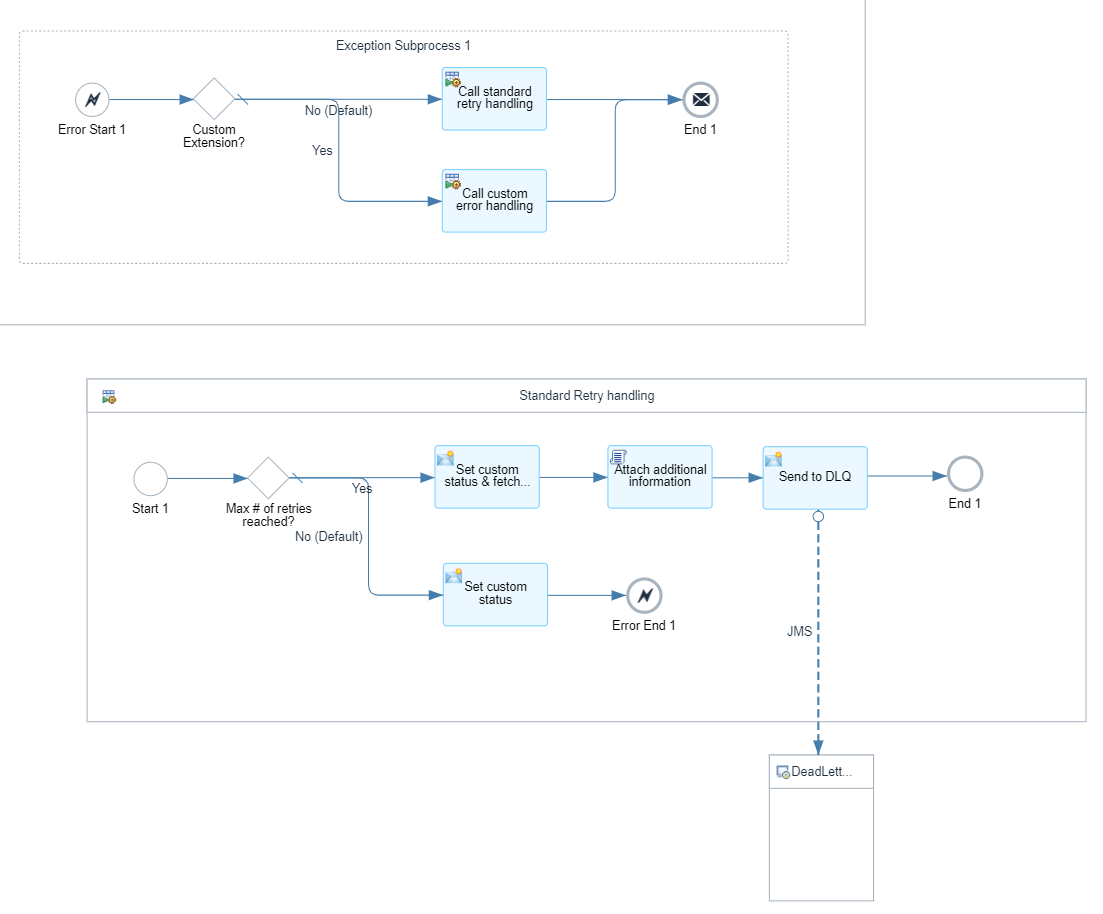 Exception Subprocess 1
Error Start 1
Custom
Extension?
No (Default)
Yes
Call standard
retry handling
Call custom
error handling
End 1
Standard Retry handling
Start 1
Max # of retries
reached?
Yes
No (Default)
Set custom
status & fetch...
Attach additional
information
Send to DLQ
End 1
Set custom
status
Error End 1
JMS
DeadLett...